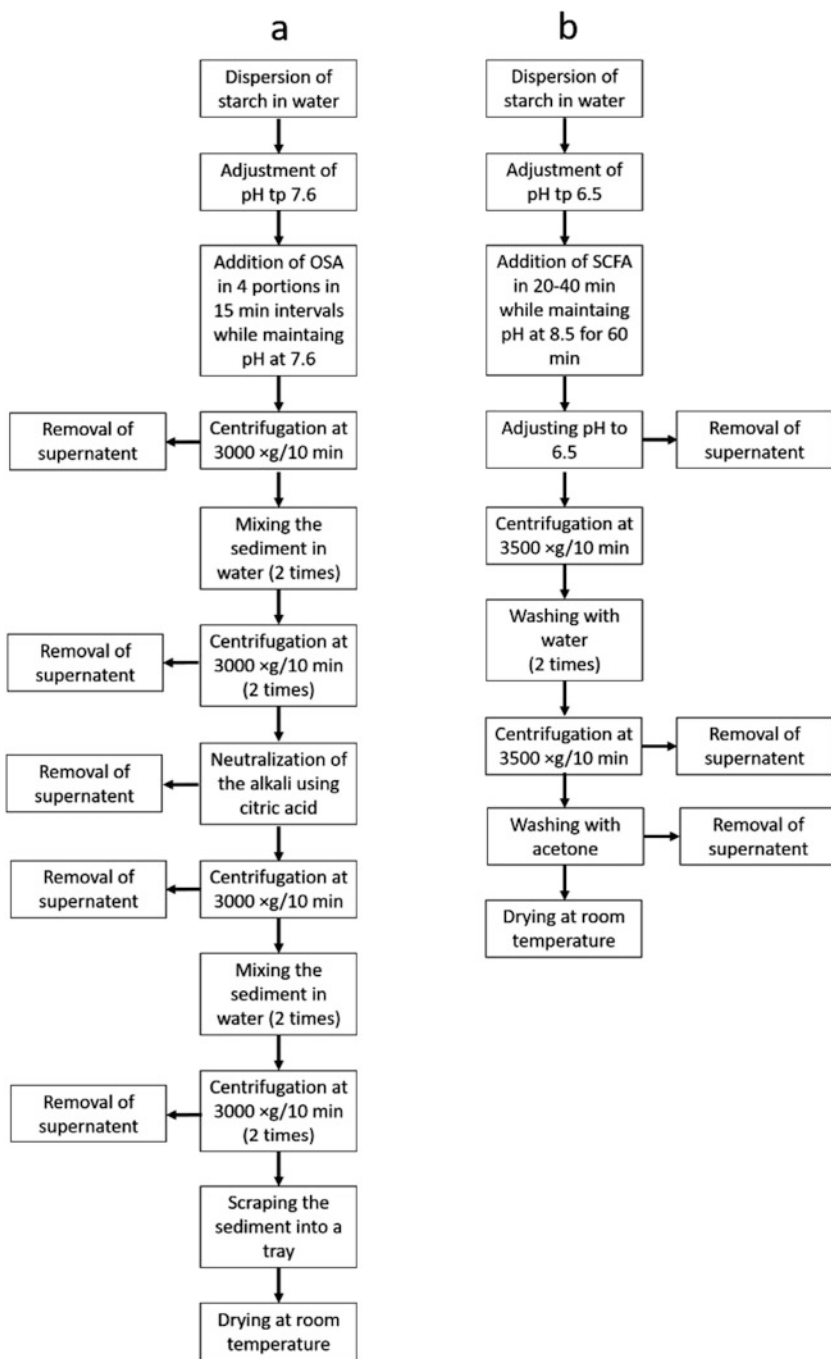 a
Dispersion of
starch in water
Adjustment of
pH tp 7.6
Addition of OSA
in 4 portions in
15 min intervals
while maintaing
pH at 7.6
Removal of
supernatent
Centrifugation at
3000 ×g/10 min
Mixing the
sediment in
water (2 times)
Removal of
supernatent
Centrifugation at
3000 ×g/10 min
(2 times)
Removal of
supernatent
Neutralization of
the alkali using
citric acid
Removal of
supernatent
Centrifugation at
3000 ×g/10 min
Mixing the
sediment in
water (2 times)
Removal of
supernatent
Centrifugation at
3000 ×g/10 min
(2 times)
Scraping the
sediment into a
tray
Drying at room
temperature
b
Dispersion of
starch in water
Adjustment of
pH tp 6.5
Addition of SCFA
in 20-40 min
while maintaing
pH at 8.5 for 60
min
Adjusting pH to
6.5
Removal of
supernatent
Centrifugation at
3500 ×g/10 min
Washing with
water
(2 times)
Centrifugation at
3500 ×g/10 min
Removal of
supernatent
Washing with
acetone
Removal of
supernatent
Drying at room
temperature